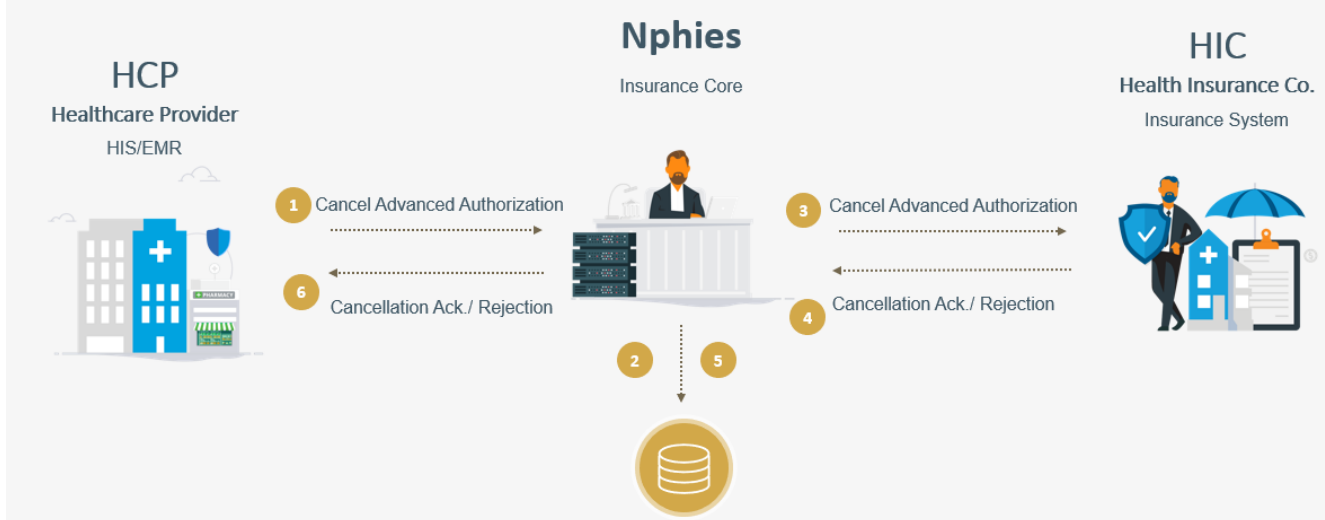 HCP
Healthcare Provider
HIS/EMR
Nphies
Insurance Core
HIC
Health Insurance Co.
Insurance System
1 Cancel Advanced Authorization
3 Cancel Advanced Authorization
6 Cancellation Ack./ Rejection
4 Cancellation Ack./ Rejection
+ PHARMACY
2 5